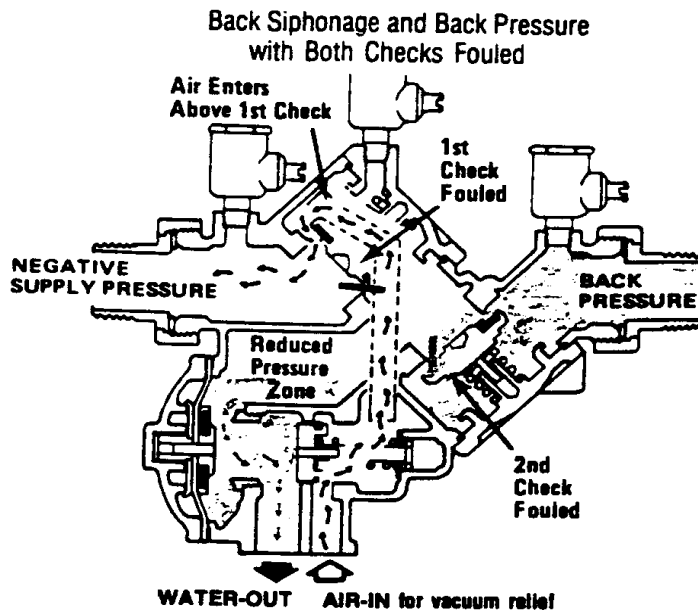 Back Siphonage and Back Pressure
with Both Checks Fouled
Air Enters
Above 1st Check
1st
Check
Fouled
NEGATIVE
SUPPLY PRESSURE
BACK
PRESSURE
Reduced
Pressure
Zone
2nd
Check
Fouled
WATER-OUT
AIR-IN for vacuum relief